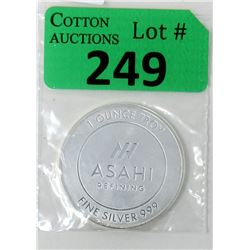 COTTON
AUCTIONS
Lot #
249
1 OUNCE TROY
ASAHI
REFINING
FINE SILVER 999